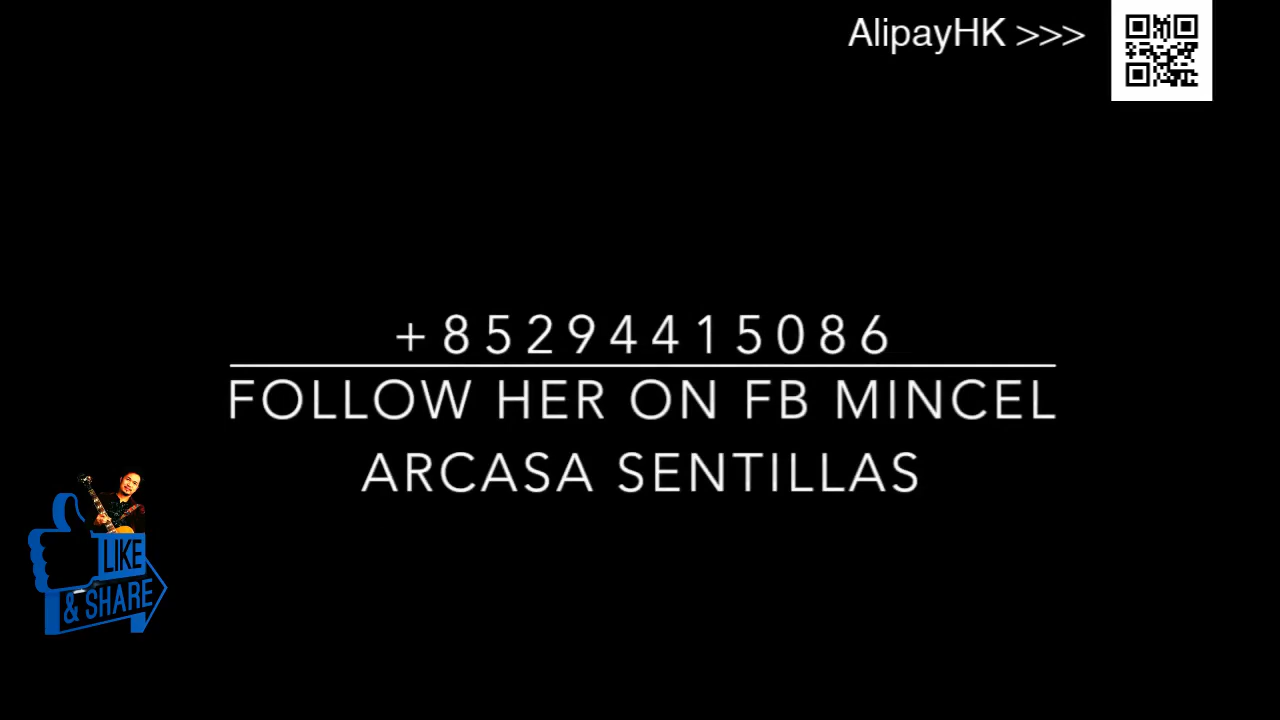 AlipayHK >>>
+85294415086
FOLLOW HER ON FB MINCEL
ARCASA SENTILLAS
LIKE
& SHARE